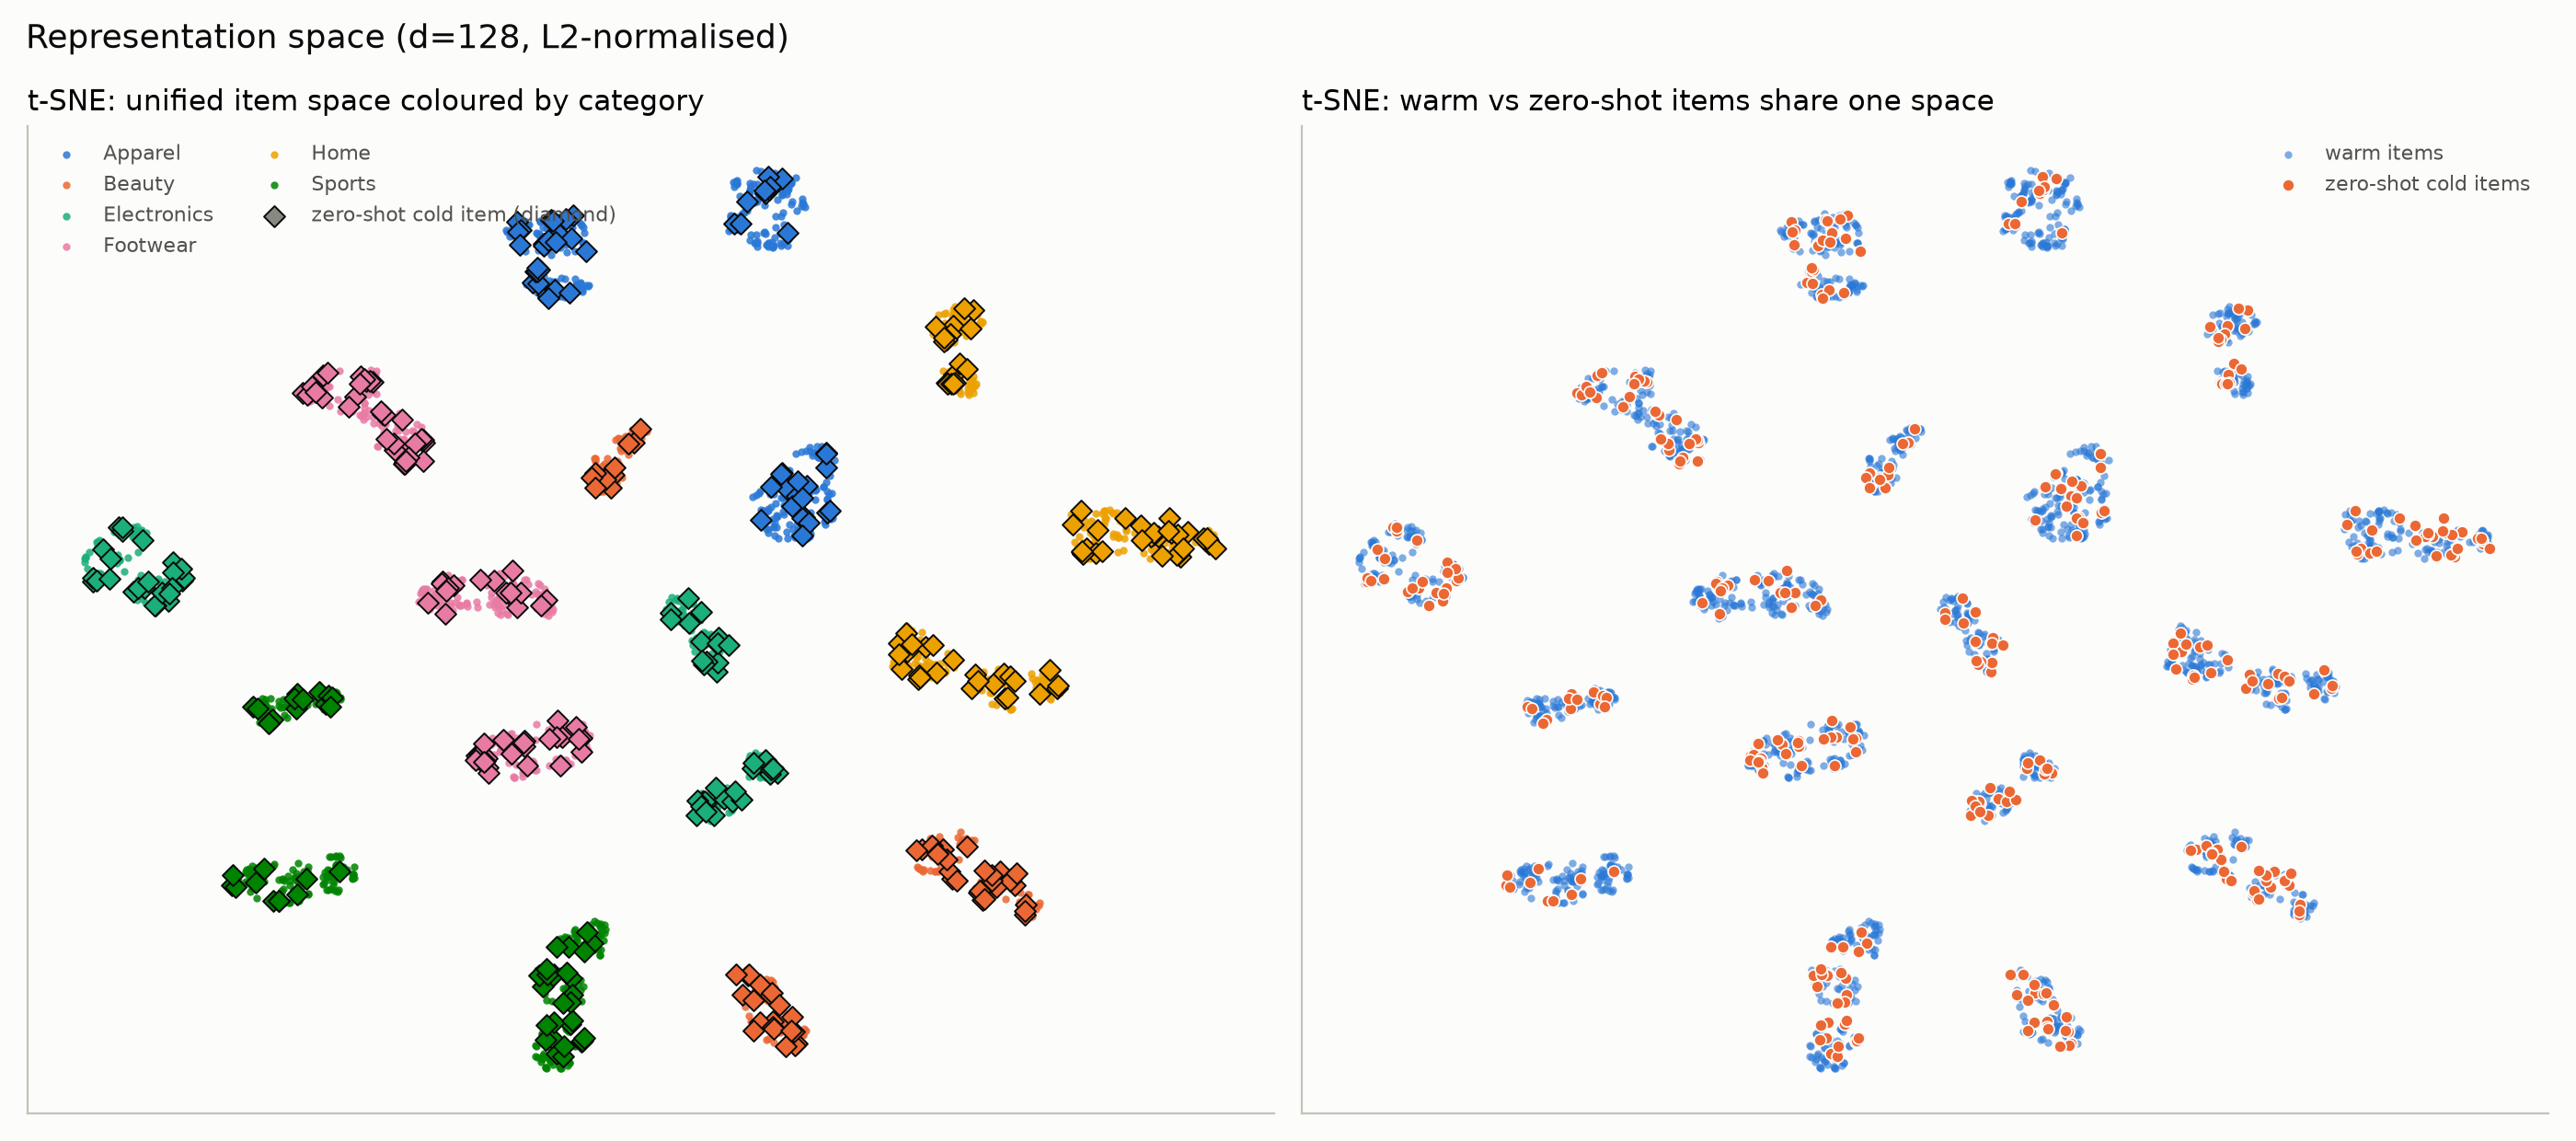 Representation space (d=128, L2-normalised)
t-SNE: unified item space coloured by category
Apparel
Beauty
Electronics
Footwear
Home
Sports
zero-shot cold item (diamond)
t-SNE: warm vs zero-shot items share one space
warm items
zero-shot cold items